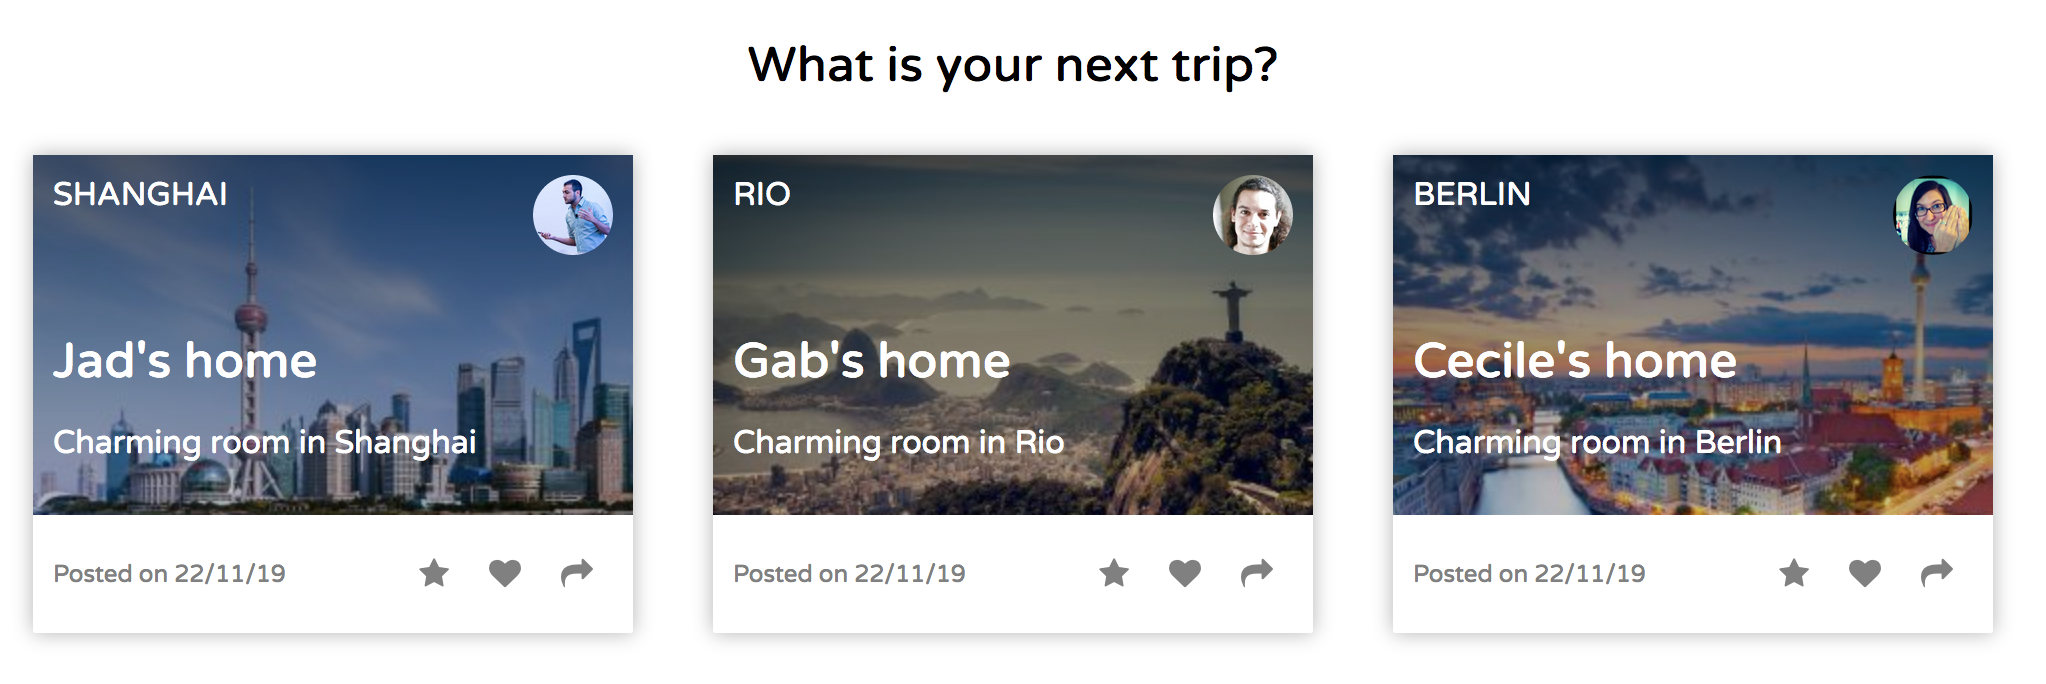 What is your next trip?
SHANGHAI
Jad's home
Charming room in Shanghai
Posted on 22/11/19
RIO
Gab's home
Charming room in Rio
Posted on 22/11/19
BERLIN
Cecile's home
Charming room in Berlin
Posted on 22/11/19